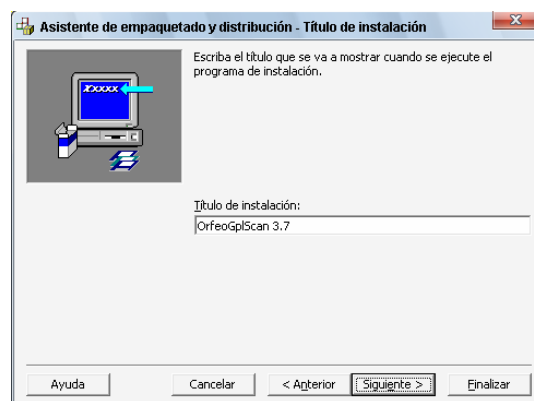 Asistente de empaquetado y distribución - Título de instalación
Escriba el título que se va a mostrar cuando se ejecute el
programa de instalación.
Xxxxx
Título de instalación:
OrfeoGplScan 3.7
Ayuda
Cancelar
< Anterior
Siguiente >
Finalizar